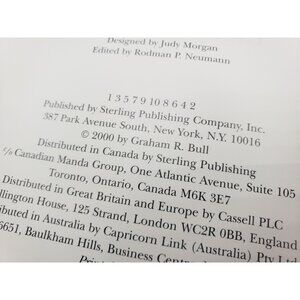 Designed by Judy Morgan
Edited by Rodman P. Neumann
1 3 5 7 9 10 8 6 4 2
Published by Sterling Publishing Company, Inc.
387 Park Avenue South, New York, N.Y. 10016
© 2000 by Graham R. Bull
Distributed in Canada by Sterling Publishing
c/o Canadian Manda Group, One Atlantic Avenue, Suite 105
Toronto, Ontario, Canada M6K 3E7
Distributed in Great Britain and Europe by Cassell PLC
llington House, 125 Strand, London WC2R 0BB, England
tributed in Australia by Capricorn Link (Australia) Pty Ltd
6651, Baulkham Hills, Business Centre